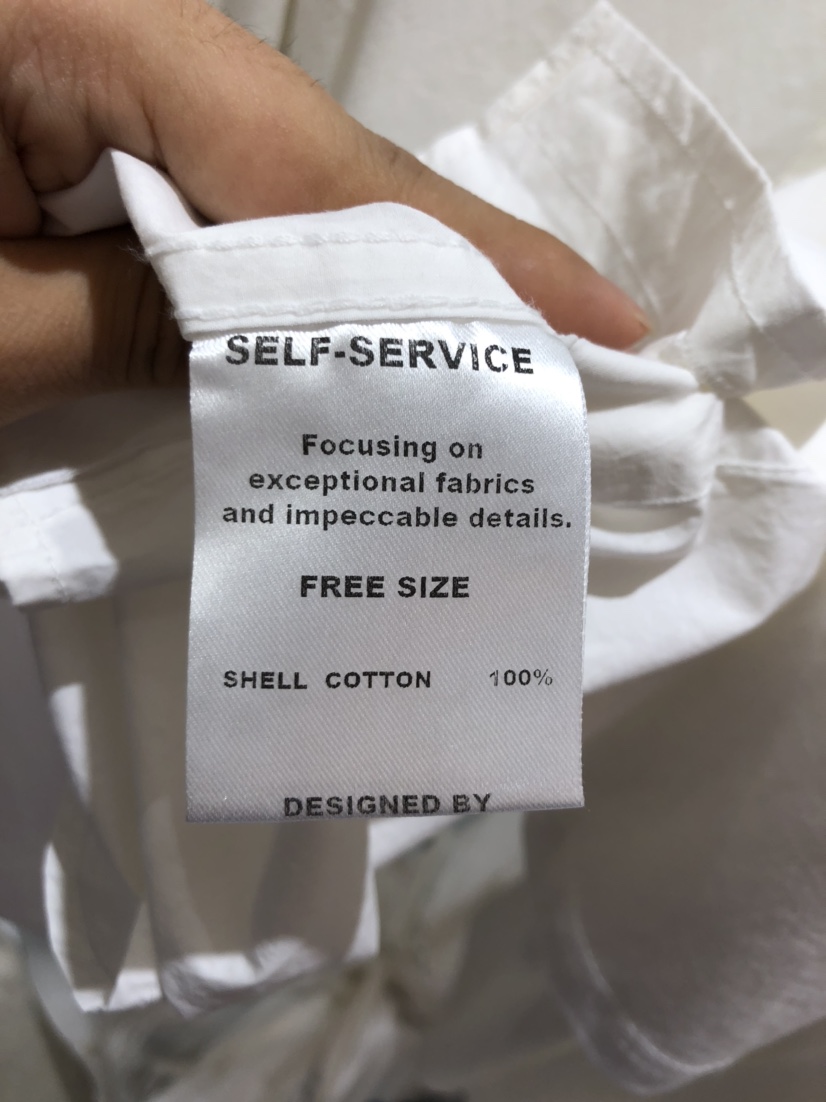 SELF-SERVICE
Focusing on
exceptional fabrics
and impeccable details.
FREE SIZE
SHELL COTTON 100%
DESIGNED BY